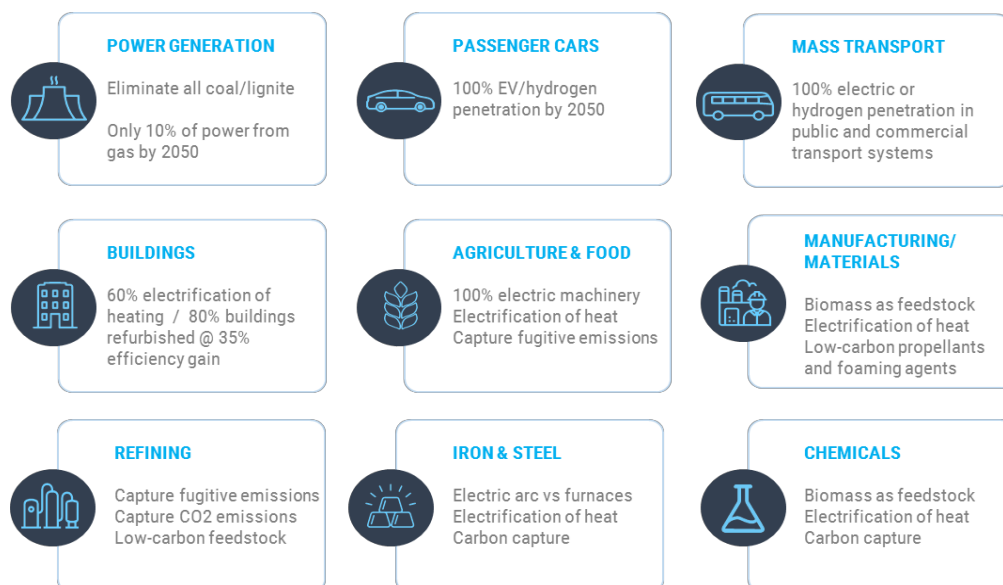 POWER GENERATION
Eliminate all coal/lignite
Only 10% of power from
gas by 2050
PASSENGER CARS
100% EV/hydrogen
penetration by 2050
MASS TRANSPORT
100% electric or
hydrogen penetration in
public and commercial
transport systems
BUILDINGS
60% electrification of
heating / 80% buildings
refurbished @ 35%
efficiency gain
AGRICULTURE & FOOD
100% electric machinery
Electrification of heat
Capture fugitive emissions
MANUFACTURING/
MATERIALS
Biomass as feedstock
Electrification of heat
Low-carbon propellants
and foaming agents
REFINING
Capture fugitive emissions
Capture CO2 emissions
Low-carbon feedstock
IRON & STEEL
Electric arc vs furnaces
Electrification of heat
Carbon capture
CHEMICALS
Biomass as feedstock
Electrification of heat
Carbon capture